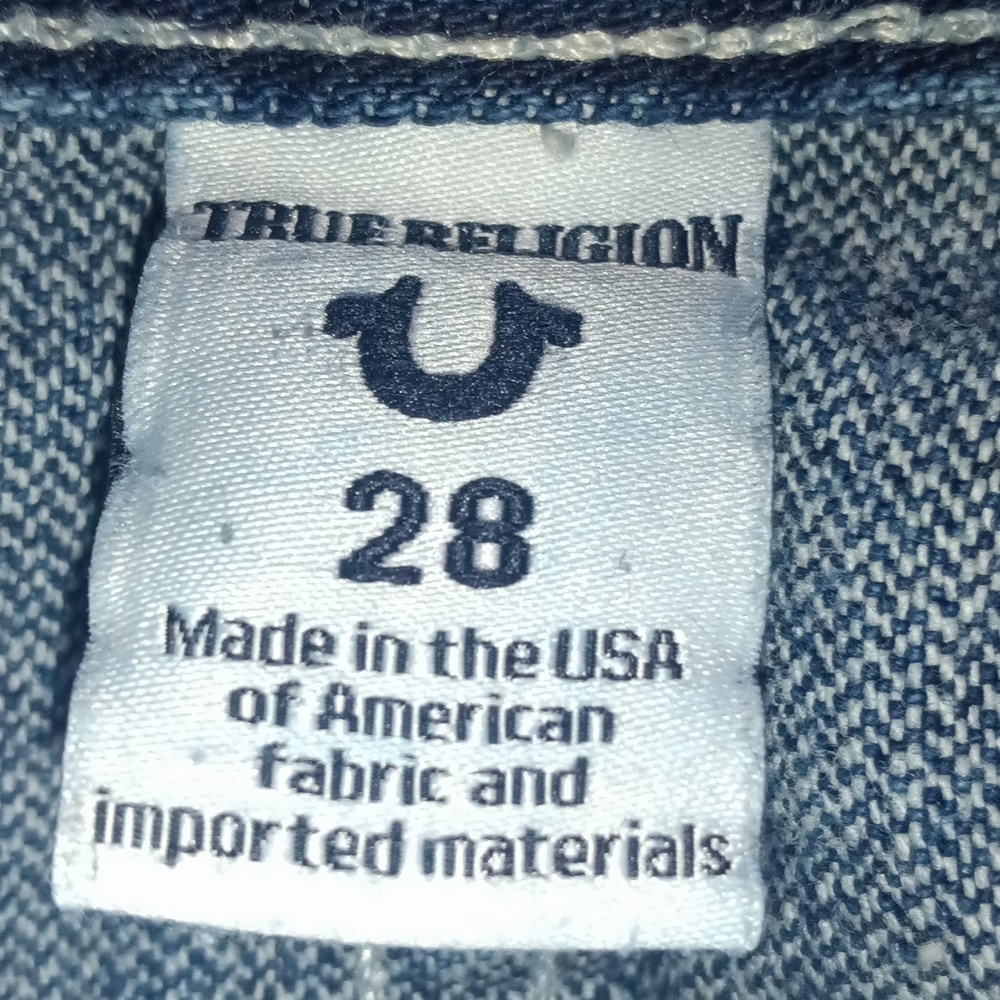 TRUE RELIGION
28
Made in the USA
of American
fabric and
imported materials